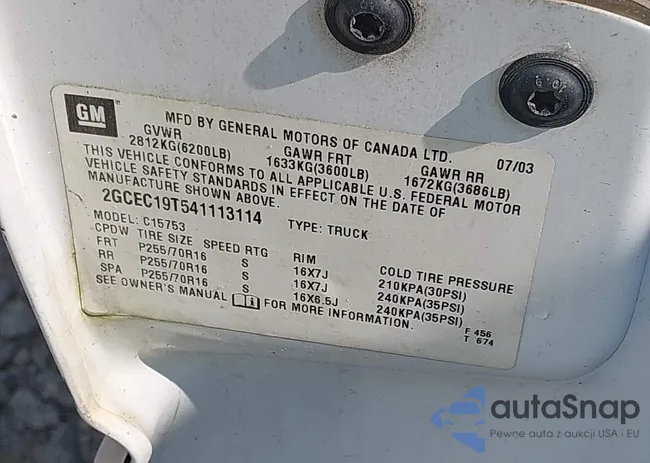 GM
MFD BY GENERAL MOTORS OF CANADA LTD. 07/03
GVWR GAWR FRT GAWR RR
2812KG(6200LB) 1633KG(3600LB) 1672KG(3686LB)
THIS VEHICLE CONFORMS TO ALL APPLICABLE U.S. FEDERAL MOTOR
VEHICLE SAFETY STANDARDS IN EFFECT ON THE DATE OF
MANUFACTURE SHOWN ABOVE.
2GCEC19T541113114 TYPE: TRUCK
MODEL: C15753
CPDW TIRE SIZE SPEED RTG RIM COLD TIRE PRESSURE
FRT P255/70R16 S 16X7J 210KPA(30PSI)
RR P255/70R16 S 16X7J 240KPA(35PSI)
SPA P255/70R16 S 16X6.5J 240KPA(35PSI)
SEE OWNER'S MANUAL FOR MORE INFORMATION.
F 456
T 674
autaSnap
Pewne auta z aukcji USA i EU